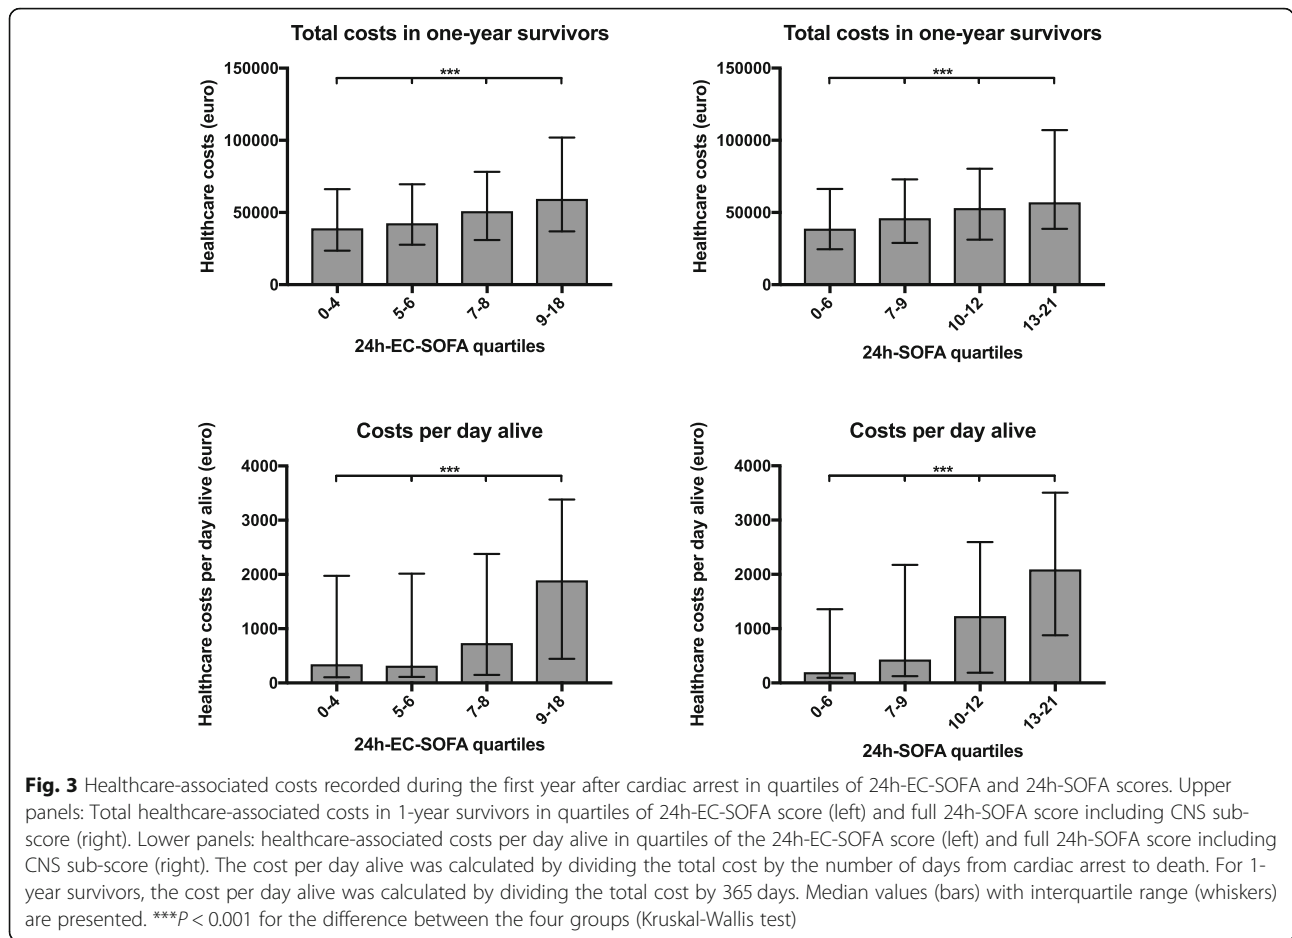 Total costs in one-year survivors
Healthcare costs (euro)
150000
100000
50000
0
***
0-4
5-6
7-8
9-18
24h-EC-SOFA quartiles
Total costs in one-year survivors
Healthcare costs (euro)
150000
100000
50000
0
***
0-6
7-9
10-12
13-21
24h-SOFA quartiles
Costs per day alive
Healthcare costs per day alive (euro)
4000
3000
2000
1000
0
***
0-4
5-6
7-8
9-18
24h-EC-SOFA quartiles
Costs per day alive
Healthcare costs per day alive (euro)
4000
3000
2000
1000
0
***
0-6
7-9
10-12
13-21
24h-SOFA quartiles
Fig. 3 Healthcare-associated costs recorded during the first year after cardiac arrest in quartiles of 24h-EC-SOFA and 24h-SOFA scores. Upper
panels: Total healthcare-associated costs in 1-year survivors in quartiles of 24h-EC-SOFA score (left) and full 24h-SOFA score including CNS sub-
score (right). Lower panels: healthcare-associated costs per day alive in quartiles of the 24h-EC-SOFA score (left) and full 24h-SOFA score including
CNS sub-score (right). The cost per day alive was calculated by dividing the total cost by the number of days from cardiac arrest to death. For 1-
year survivors, the cost per day alive was calculated by dividing the total cost by 365 days. Median values (bars) with interquartile range (whiskers)
are presented. ***P < 0.001 for the difference between the four groups (Kruskal-Wallis test)